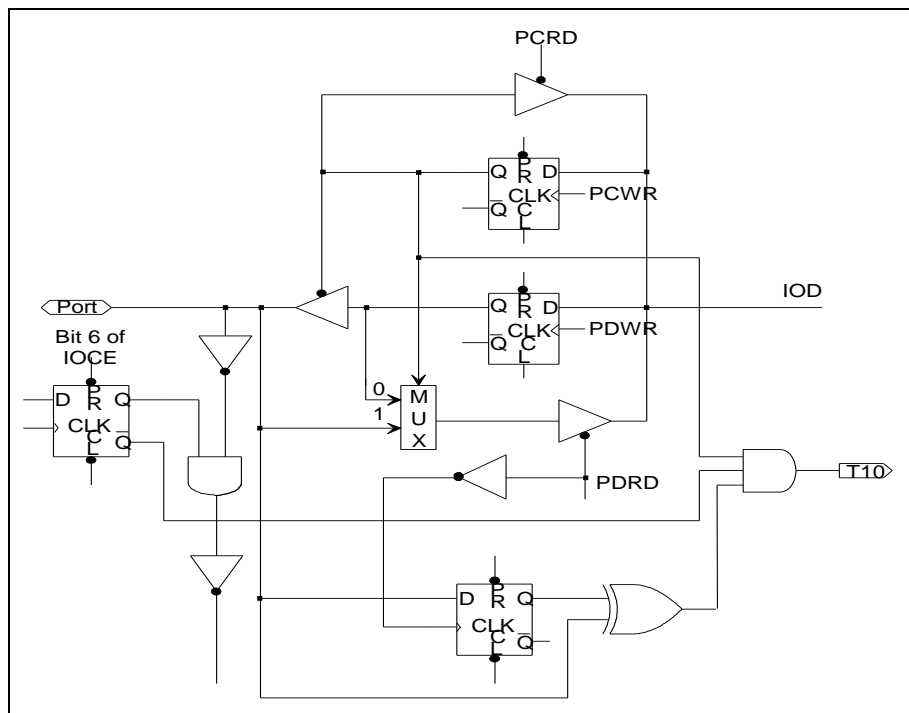 PCRD
Q PR D
CLK
Q CL
PCWR
Port
Q PR D
CLK
Q CL
PDWR
IOD
Bit 6 of
IOCE
D PR Q
CLK
CL Q
0
1
MUX
PDRD
T10
D PR Q
CLK
CL Q